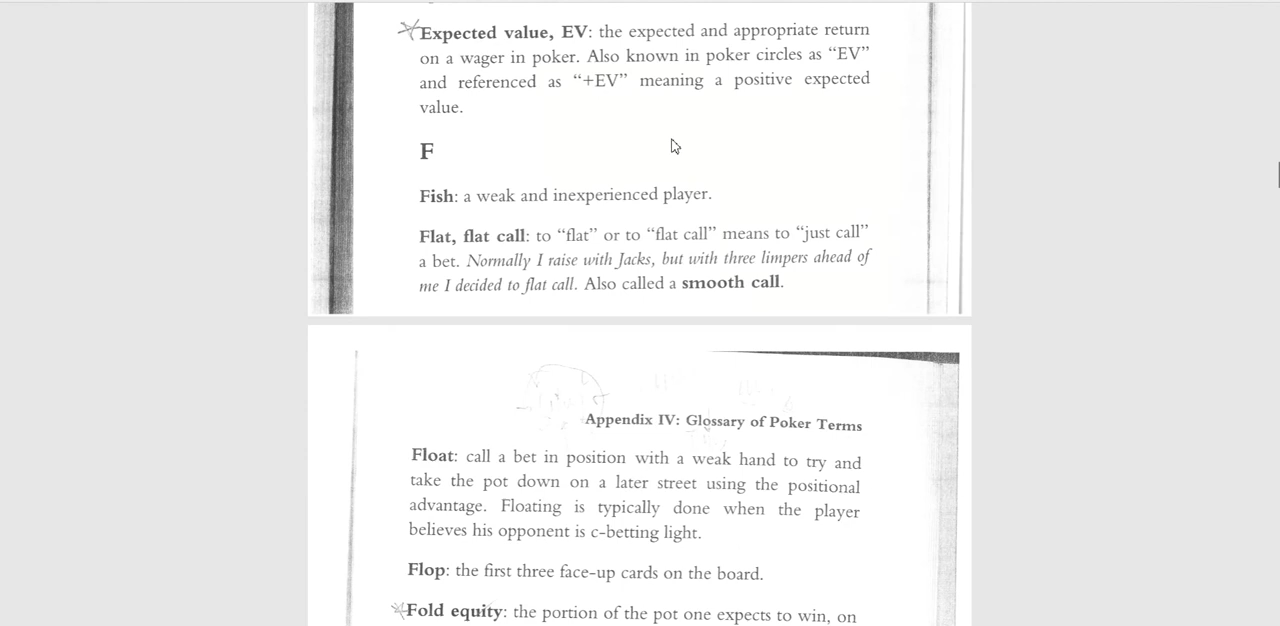 Expected value, EV: the expected and appropriate return
on a wager in poker. Also known in poker circles as “EV”
and referenced as “+EV” meaning a positive expected
value.
F
Fish: a weak and inexperienced player.
Flat, flat call: to “flat” or to “flat call” means to “just call”
a bet. Normally I raise with Jacks, but with three limpers ahead of
me I decided to flat call. Also called a smooth call.
Appendix IV: Glossary of Poker Terms
Float: call a bet in position with a weak hand to try and
take the pot down on a later street using the positional
advantage. Floating is typically done when the player
believes his opponent is c-betting light.
Flop: the first three face-up cards on the board.
Fold equity: the portion of the pot one expects to win, on